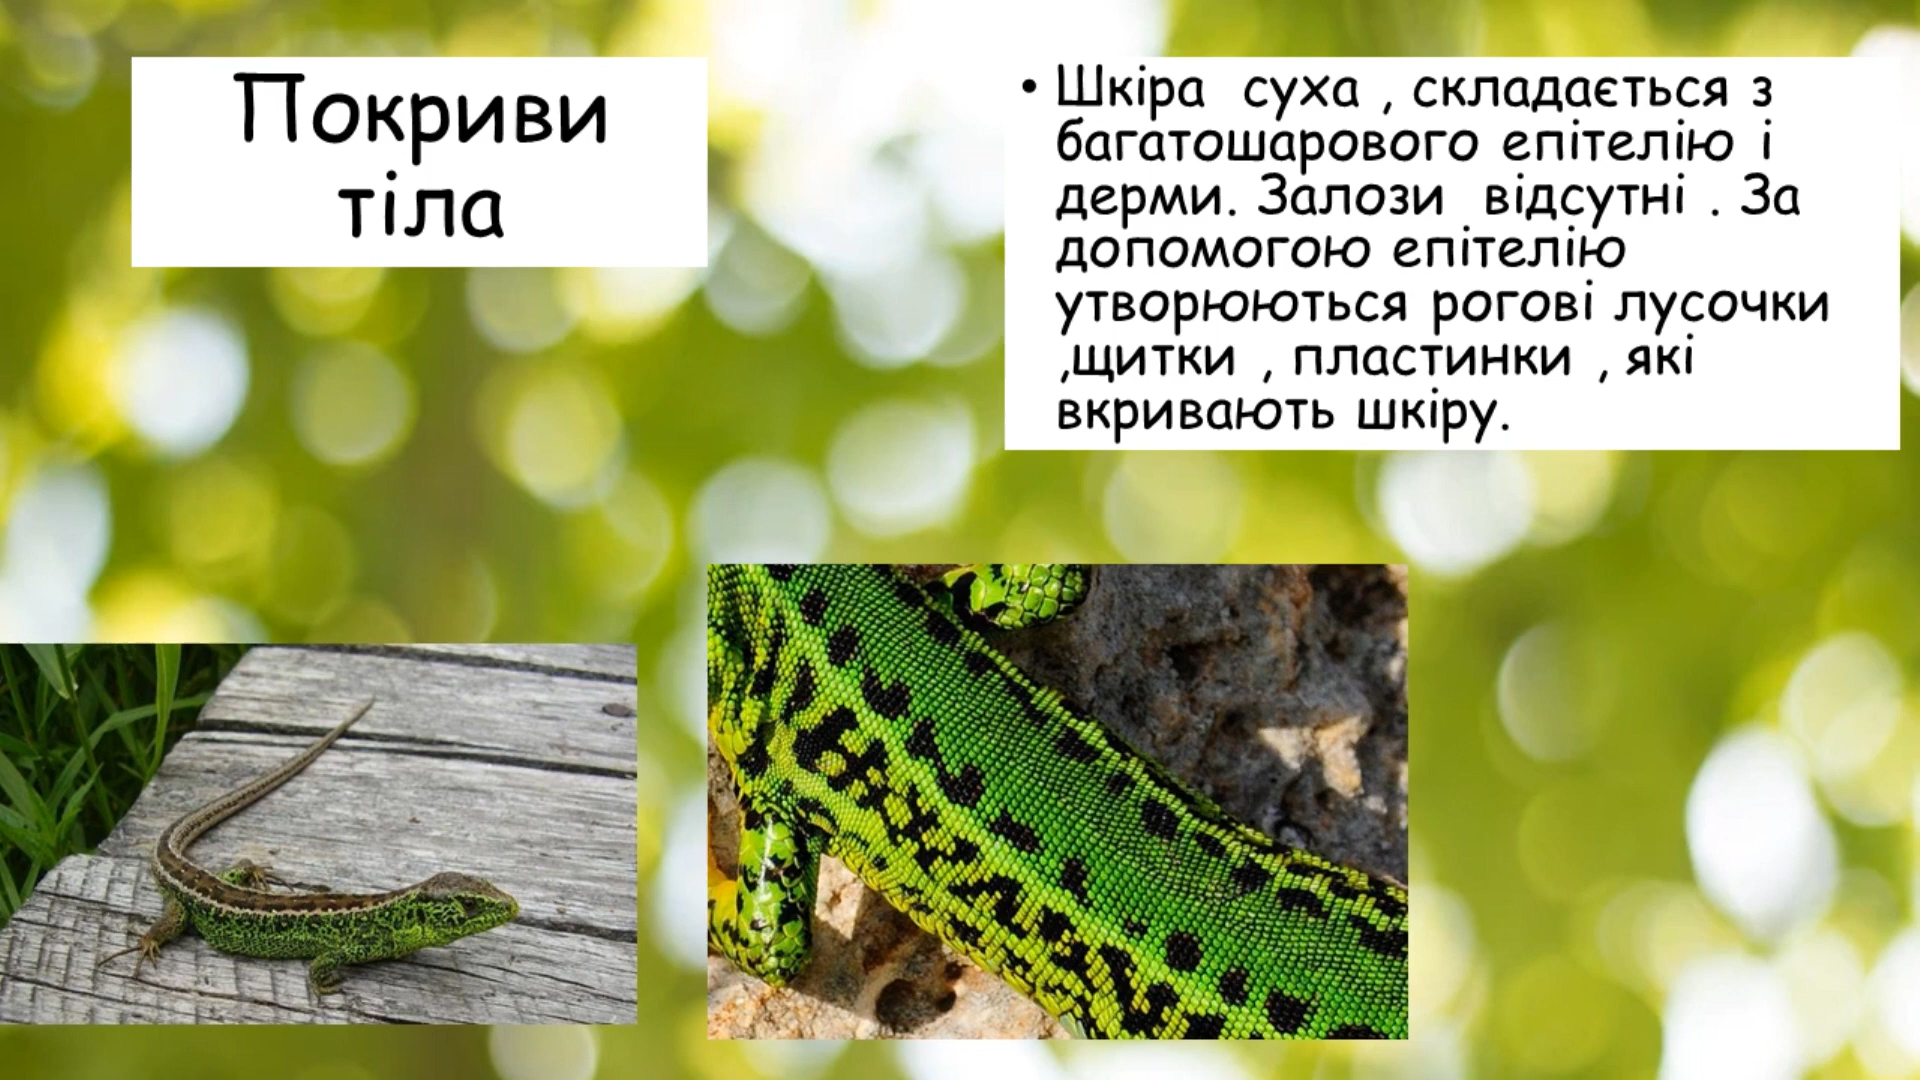 Покриви
тіла
• Шкіра  суха , складається з
багатошарового епітелію і
дерми. Залози  відсутні . За
допомогою епітелію
утворюються рогові лусочки
,щитки , пластинки , які
вкривають шкіру.